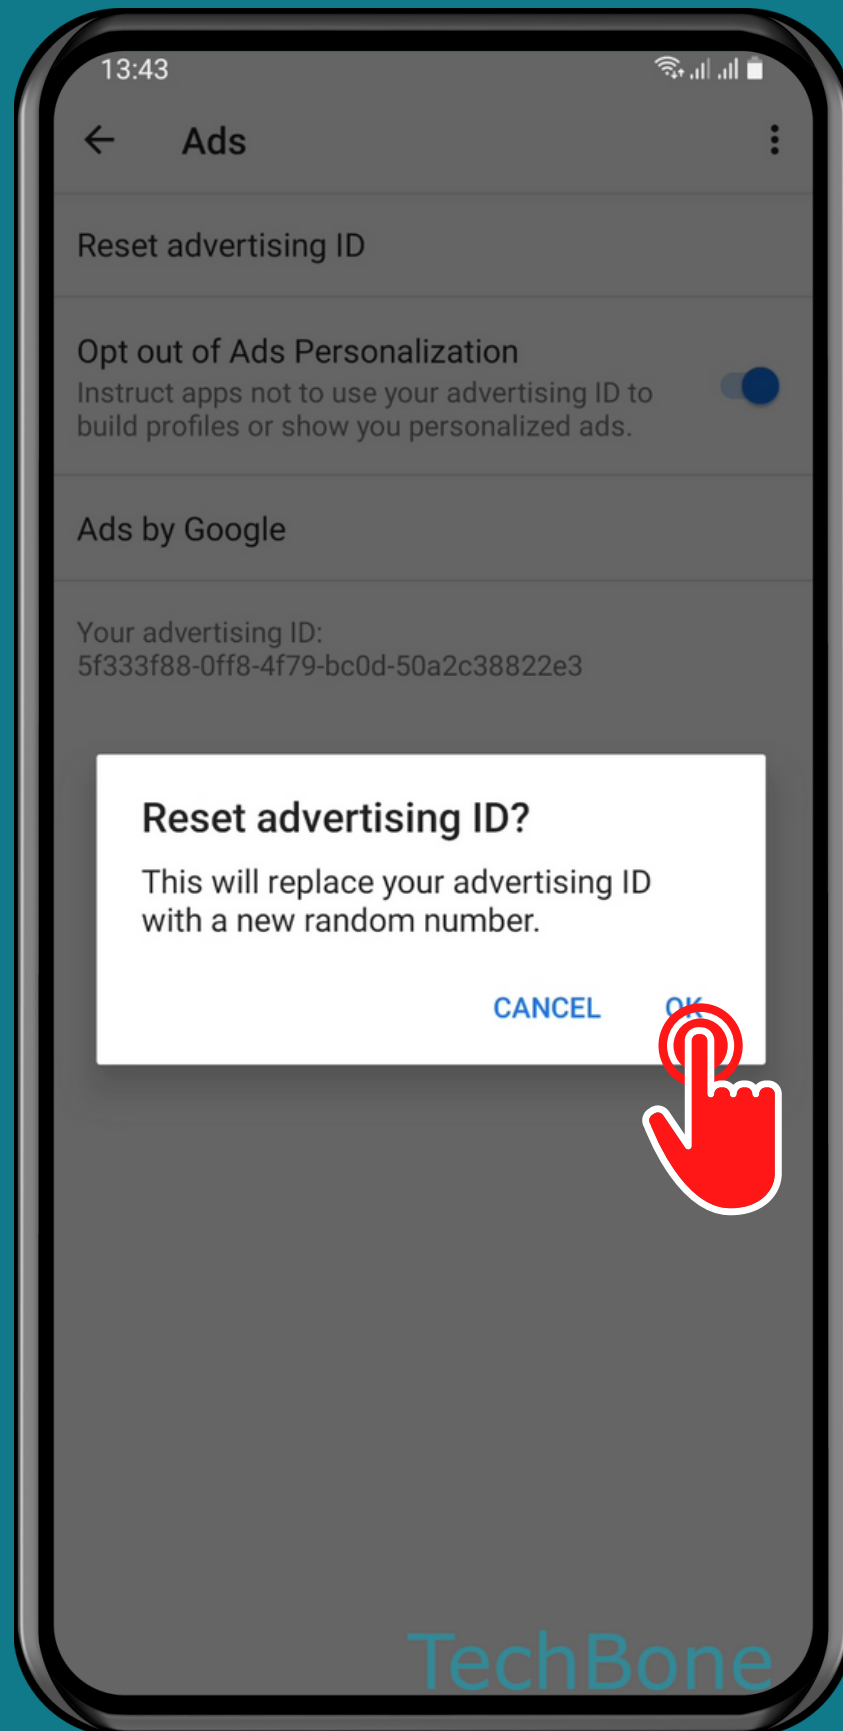 13:43
Ads
Reset advertising ID
Opt out of Ads Personalization
Instruct apps not to use your advertising ID to
build profiles or show you personalized ads.
Ads by Google
Your advertising ID:
5f333f88-0ff8-4f79-bc0d-50a2c38822e3
Reset advertising ID?
This will replace your advertising ID
with a new random number.
CANCEL OK
TechBone